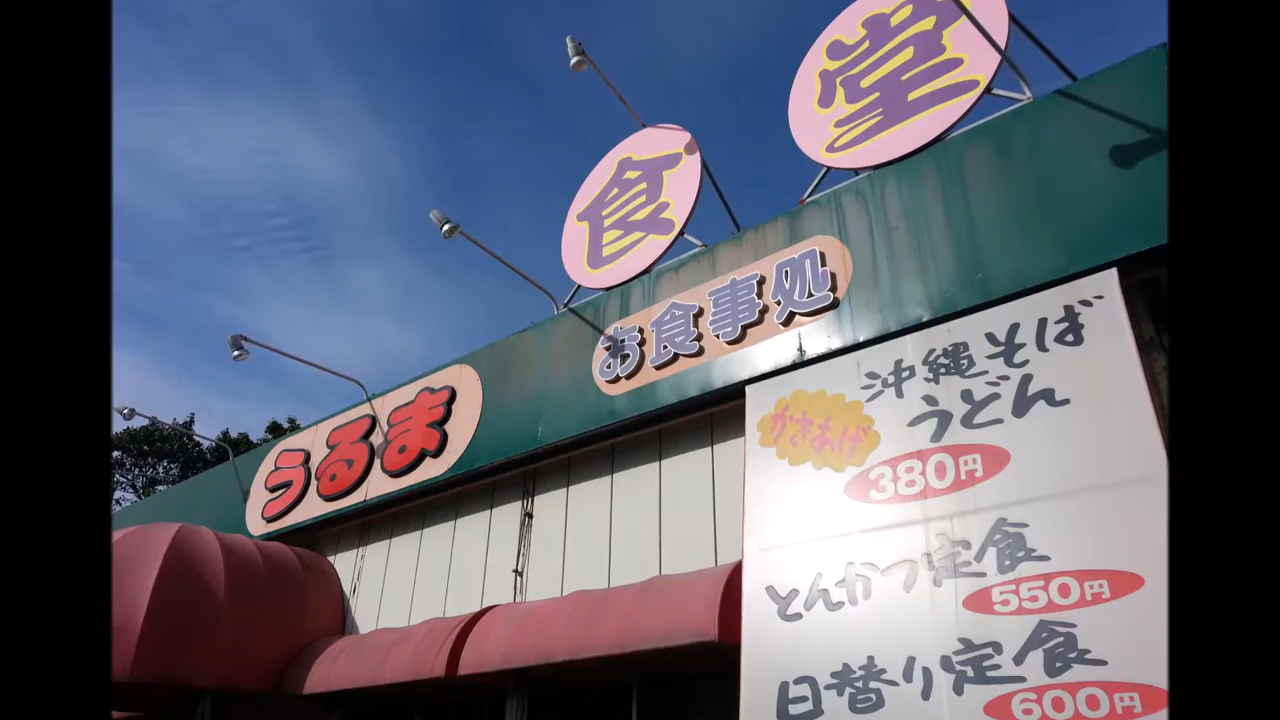 食堂
お食事処
うるま
沖縄そば
うどん
かきあげ
380円
とんかつ定食
550円
日替り定食
600円